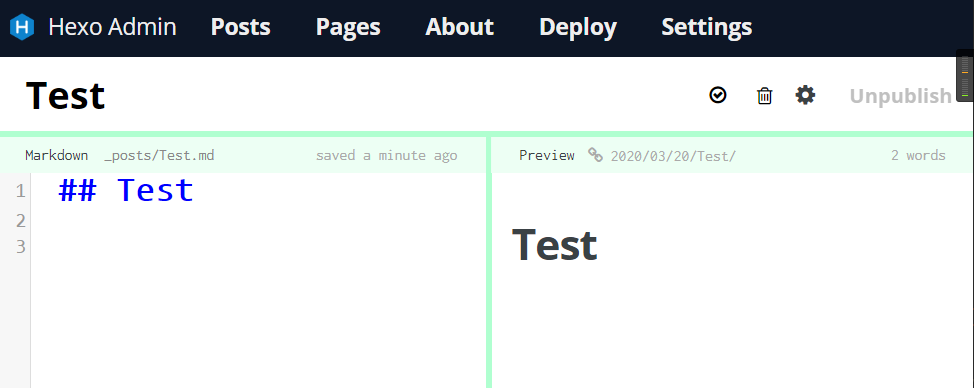 Hexo Admin Posts Pages About Deploy Settings
Test Unpublish
Markdown _posts/Test.md saved a minute ago
Preview 2020/03/20/Test/ 2 words
1 ## Test
2
3
Test